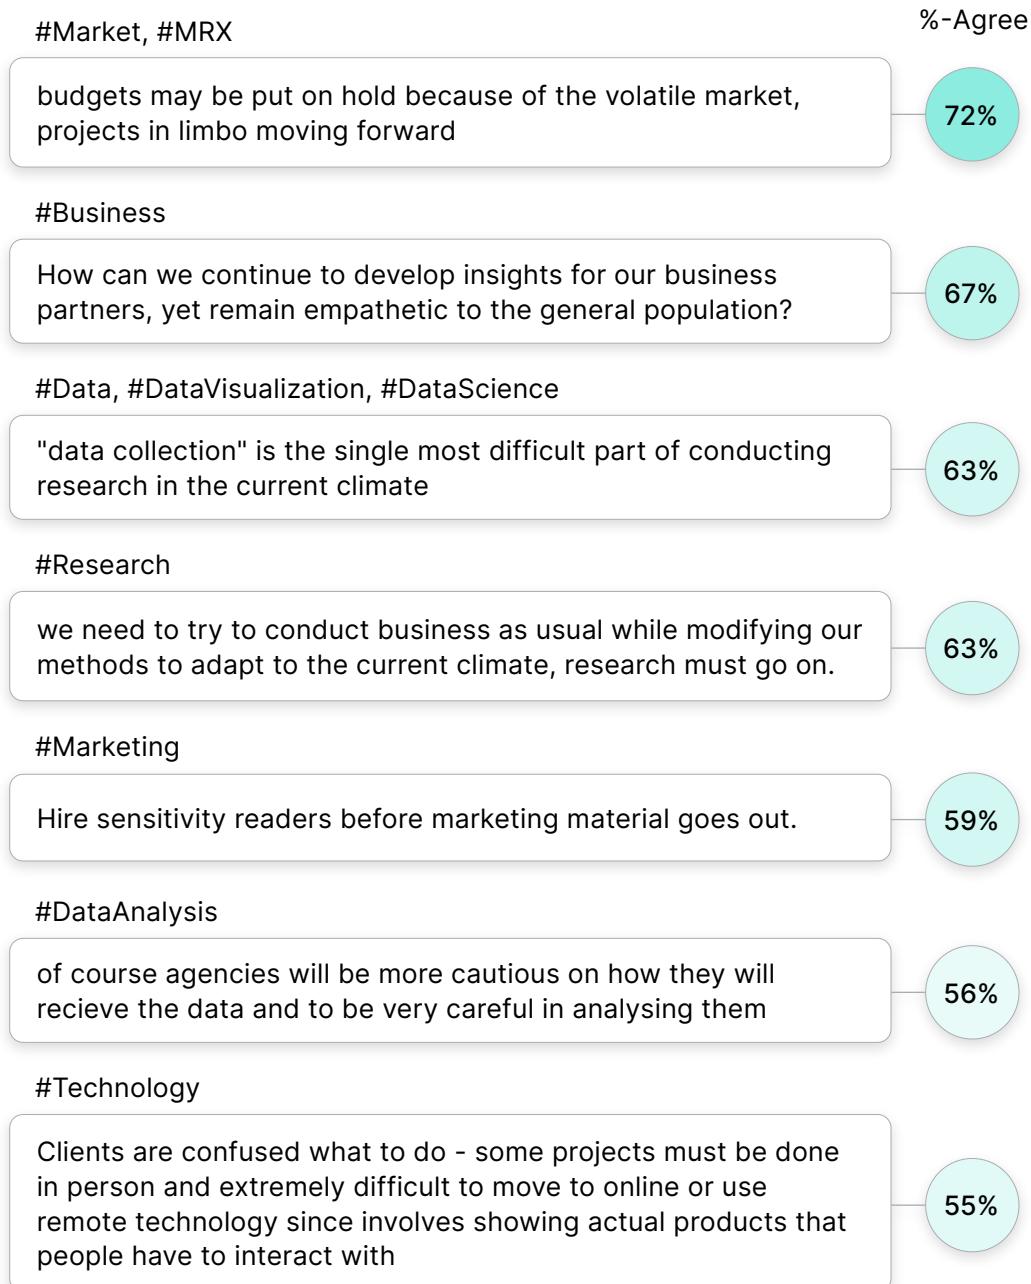 %-Agree
#Market, #MRX
budgets may be put on hold because of the volatile market,
projects in limbo moving forward
72%
#Business
How can we continue to develop insights for our business
partners, yet remain empathetic to the general population?
67%
#Data, #DataVisualization, #DataScience
"data collection" is the single most difficult part of conducting
research in the current climate
63%
#Research
we need to try to conduct business as usual while modifying our
methods to adapt to the current climate, research must go on.
63%
#Marketing
Hire sensitivity readers before marketing material goes out.
59%
#DataAnalysis
of course agencies will be more cautious on how they will
recieve the data and to be very careful in analysing them
56%
#Technology
Clients are confused what to do - some projects must be done
in person and extremely difficult to move to online or use
remote technology since involves showing actual products that
people have to interact with
55%